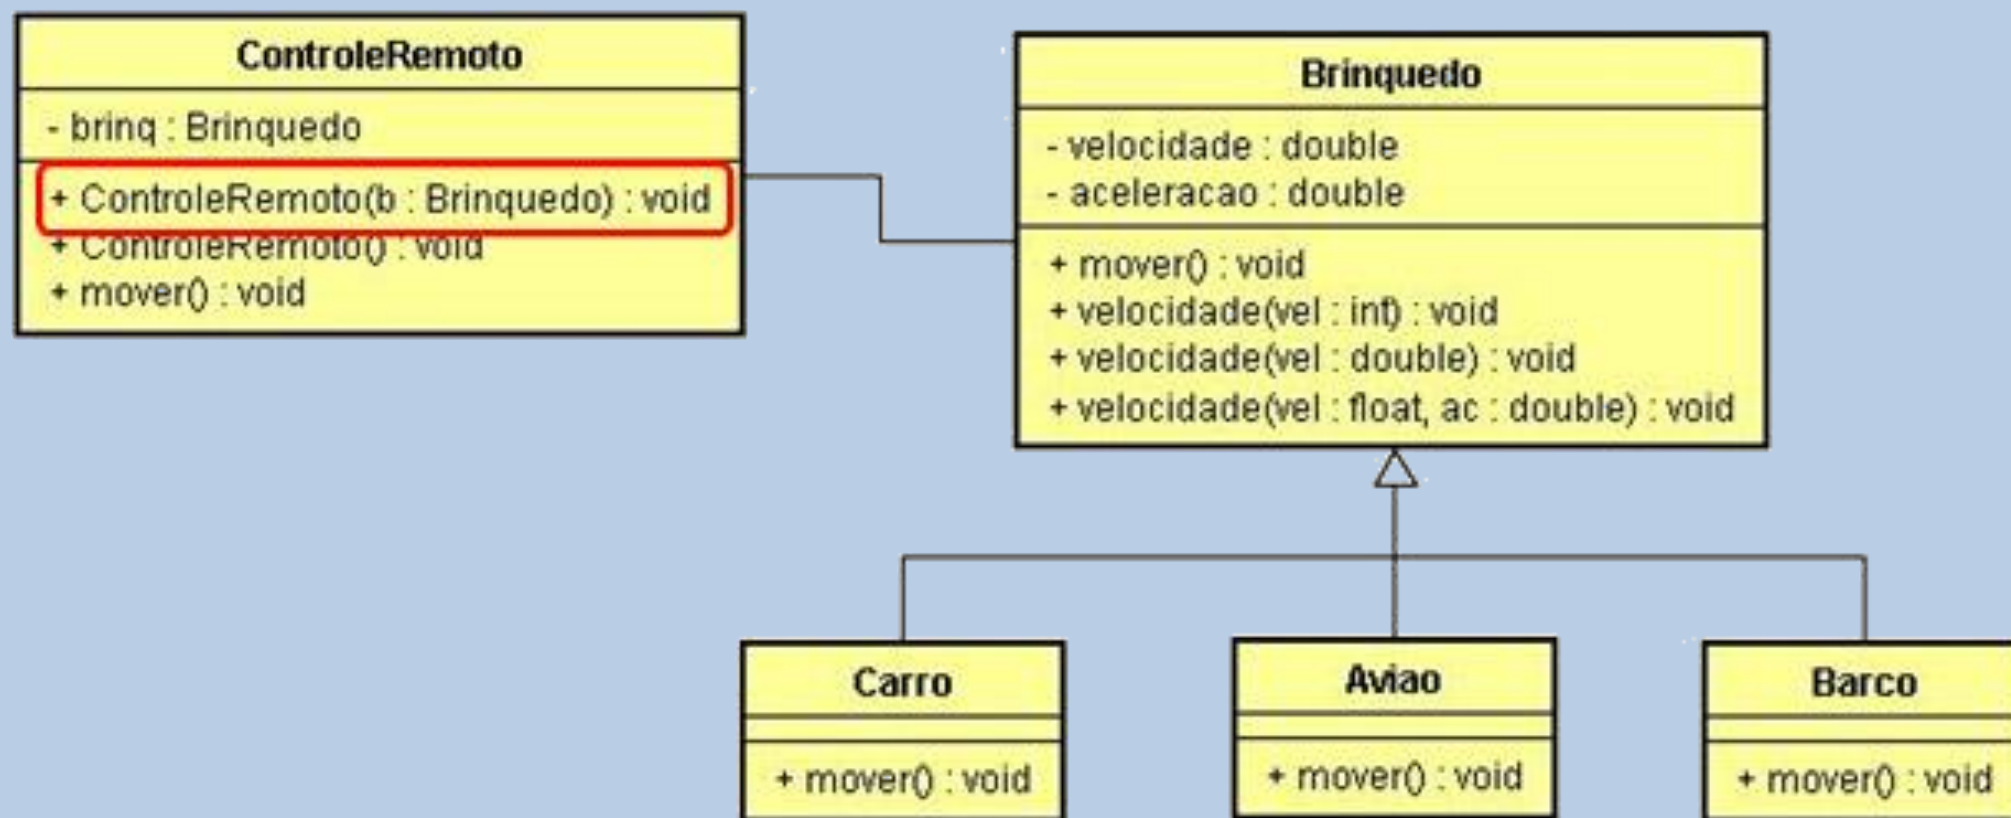 ControleRemoto
- brinq : Brinquedo
+ ControleRemoto(b : Brinquedo) : void
+ ControleRemoto() : void
+ mover() : void
Brinquedo
- velocidade : double
- aceleracao : double
+ mover() : void
+ velocidade(vel : int) : void
+ velocidade(vel : double) : void
+ velocidade(vel : float, ac : double) : void
Carro
+ mover() : void
Aviao
+ mover() : void
Barco
+ mover() : void